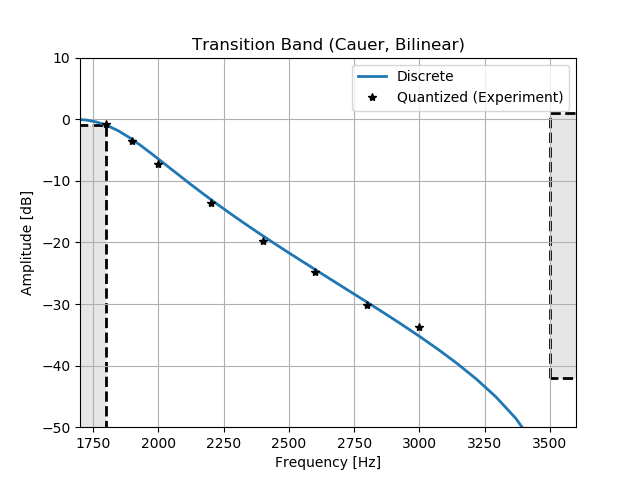 Transition Band (Cauer, Bilinear)
Discrete
Quantized (Experiment)
Amplitude [dB]
10
0
−10
−20
−30
−40
−50
1750 2000 2250 2500 2750 3000 3250 3500
Frequency [Hz]